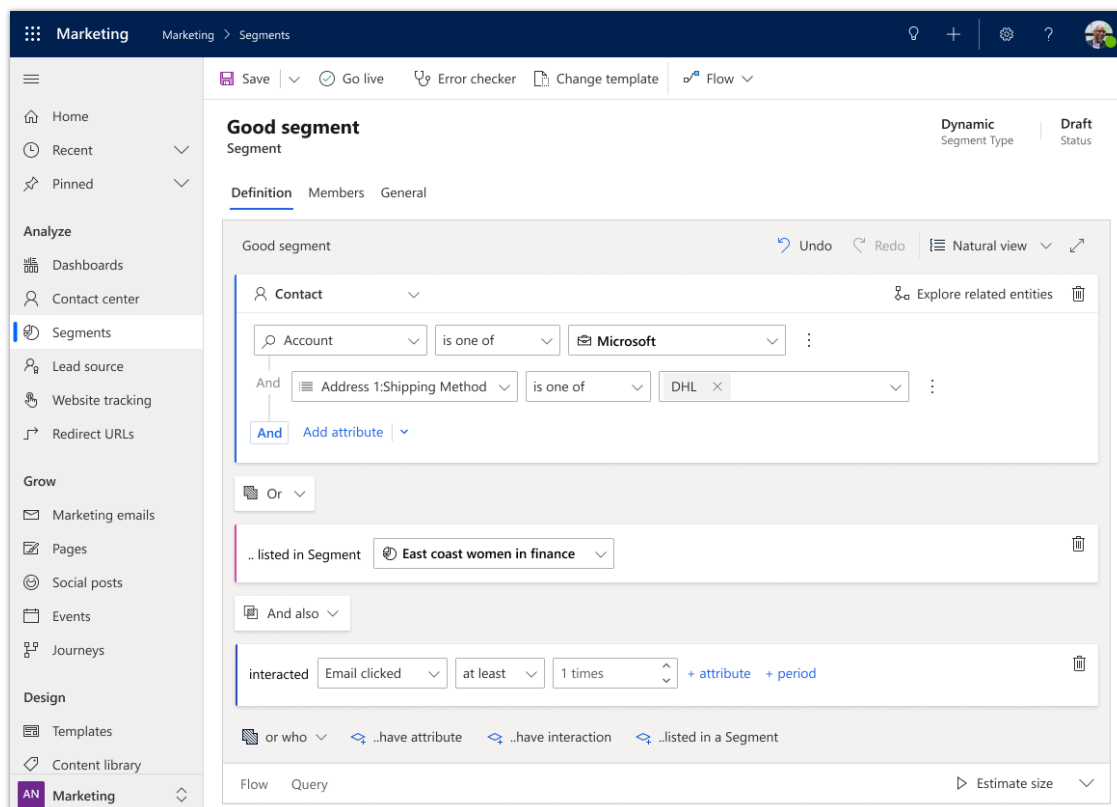 Marketing Marketing > Segments
Save Go live Error checker Change template Flow
Home
Recent
Pinned
Analyze
Dashboards
Contact center
Segments
Lead source
Website tracking
Redirect URLs
Grow
Marketing emails
Pages
Social posts
Events
Journeys
Design
Templates
Content library
AN Marketing
Good segment
Segment
Dynamic
Segment Type
Draft
Status
Definition Members General
Good segment Undo Redo Natural view
Contact Explore related entities
Account is one of Microsoft
And Address 1:Shipping Method is one of DHL
And Add attribute
Or
.. listed in Segment East coast women in finance
And also
interacted Email clicked at least 1 times + attribute + period
or who ..have attribute ..have interaction ..listed in a Segment
Flow Query Estimate size